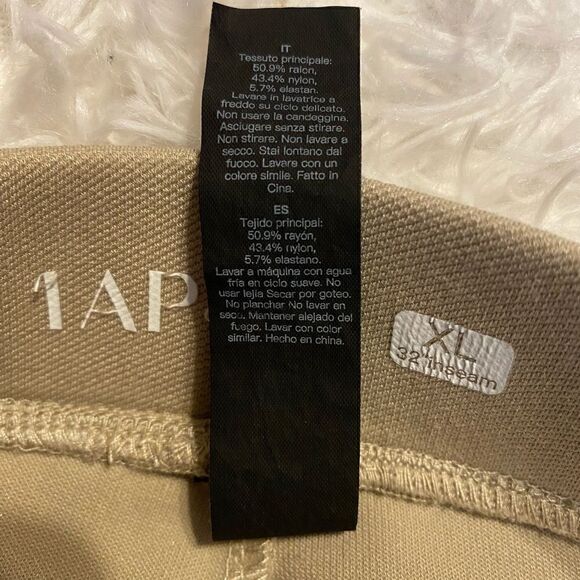 IT
Tessuto principale:
50.9% raion,
43.4% nylon,
5.7% elastan.
Lavare in lavatrice a
freddo su ciclo delicato.
Non usare la candeggina.
Asciugare senza stirare.
Non stirare. Non lavare a
secco. Stai lontano dal
fuoco. Lavare con un
colore simile. Fatto in
Cina.
ES
Tejido principal:
50.9% rayón,
43.4% nylon,
5.7% elastano.
Lavar a máquina con agua
fría en ciclo suave. No
usar lejía Secar por goteo.
No planchar No lavar en
seco. Mantener alejado del
fuego. Lavar con color
similar. Hecho en china.
1AP
XL
32 inseam